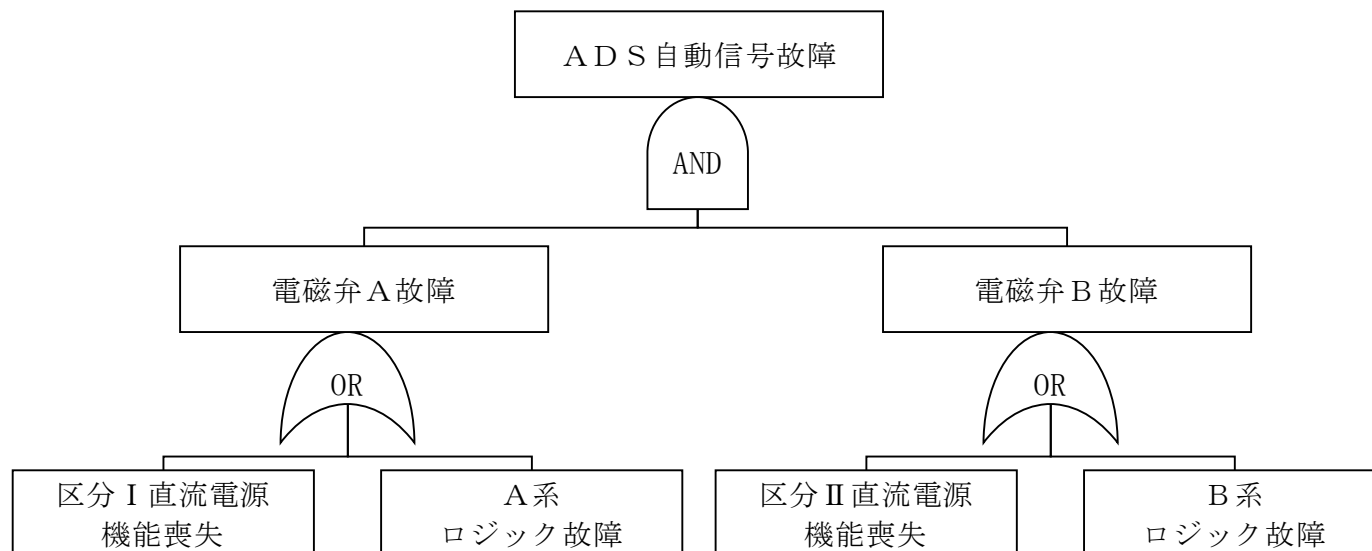 ＡＤＳ自動信号故障
AND
電磁弁Ａ故障
電磁弁Ｂ故障
OR
OR
区分Ⅰ直流電源
機能喪失
Ａ系
ロジック故障
区分Ⅱ直流電源
機能喪失
Ｂ系
ロジック故障